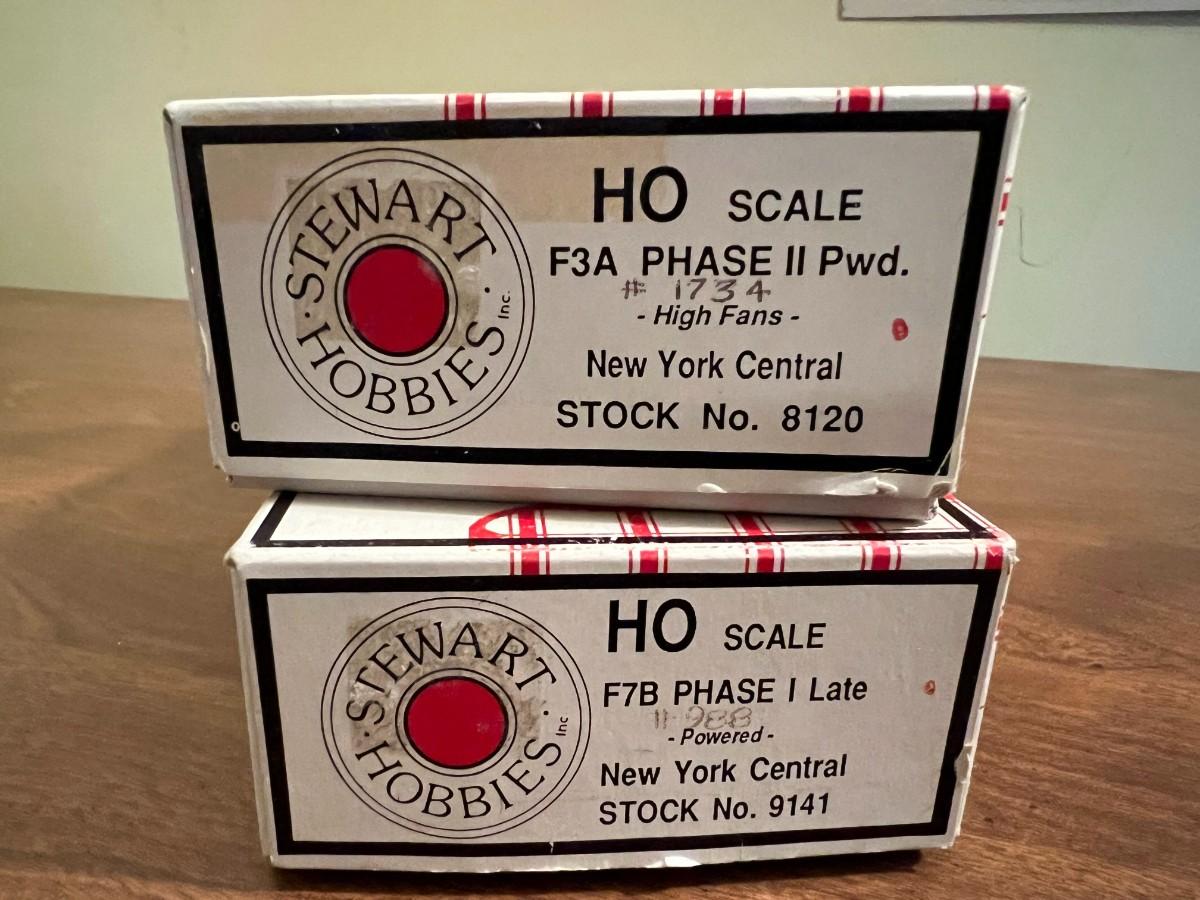 STEWART HOBBIES Inc.
HO SCALE
F3A PHASE II Pwd.
# 1734
- High Fans -
New York Central
STOCK No. 8120
STEWART HOBBIES Inc
HO SCALE
F7B PHASE I Late
# 988
- Powered -
New York Central
STOCK No. 9141